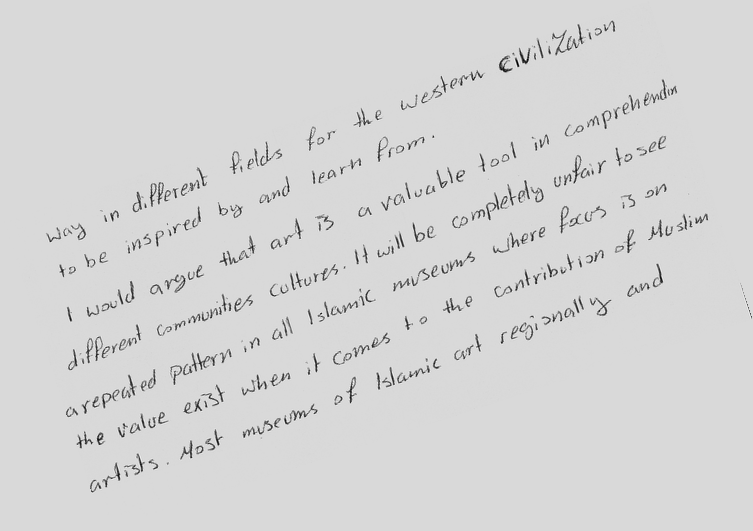 way in different fields for the western civilization
to be inspired by and learn from.
I would argue that art is a valuable tool in comprehendin
different communities cultures. It will be completely unfair to see
a repeated pattern in all Islamic museums where focus is on
the value exist when it comes to the contribution of Muslim
artists. Most museums of Islamic art regionally and